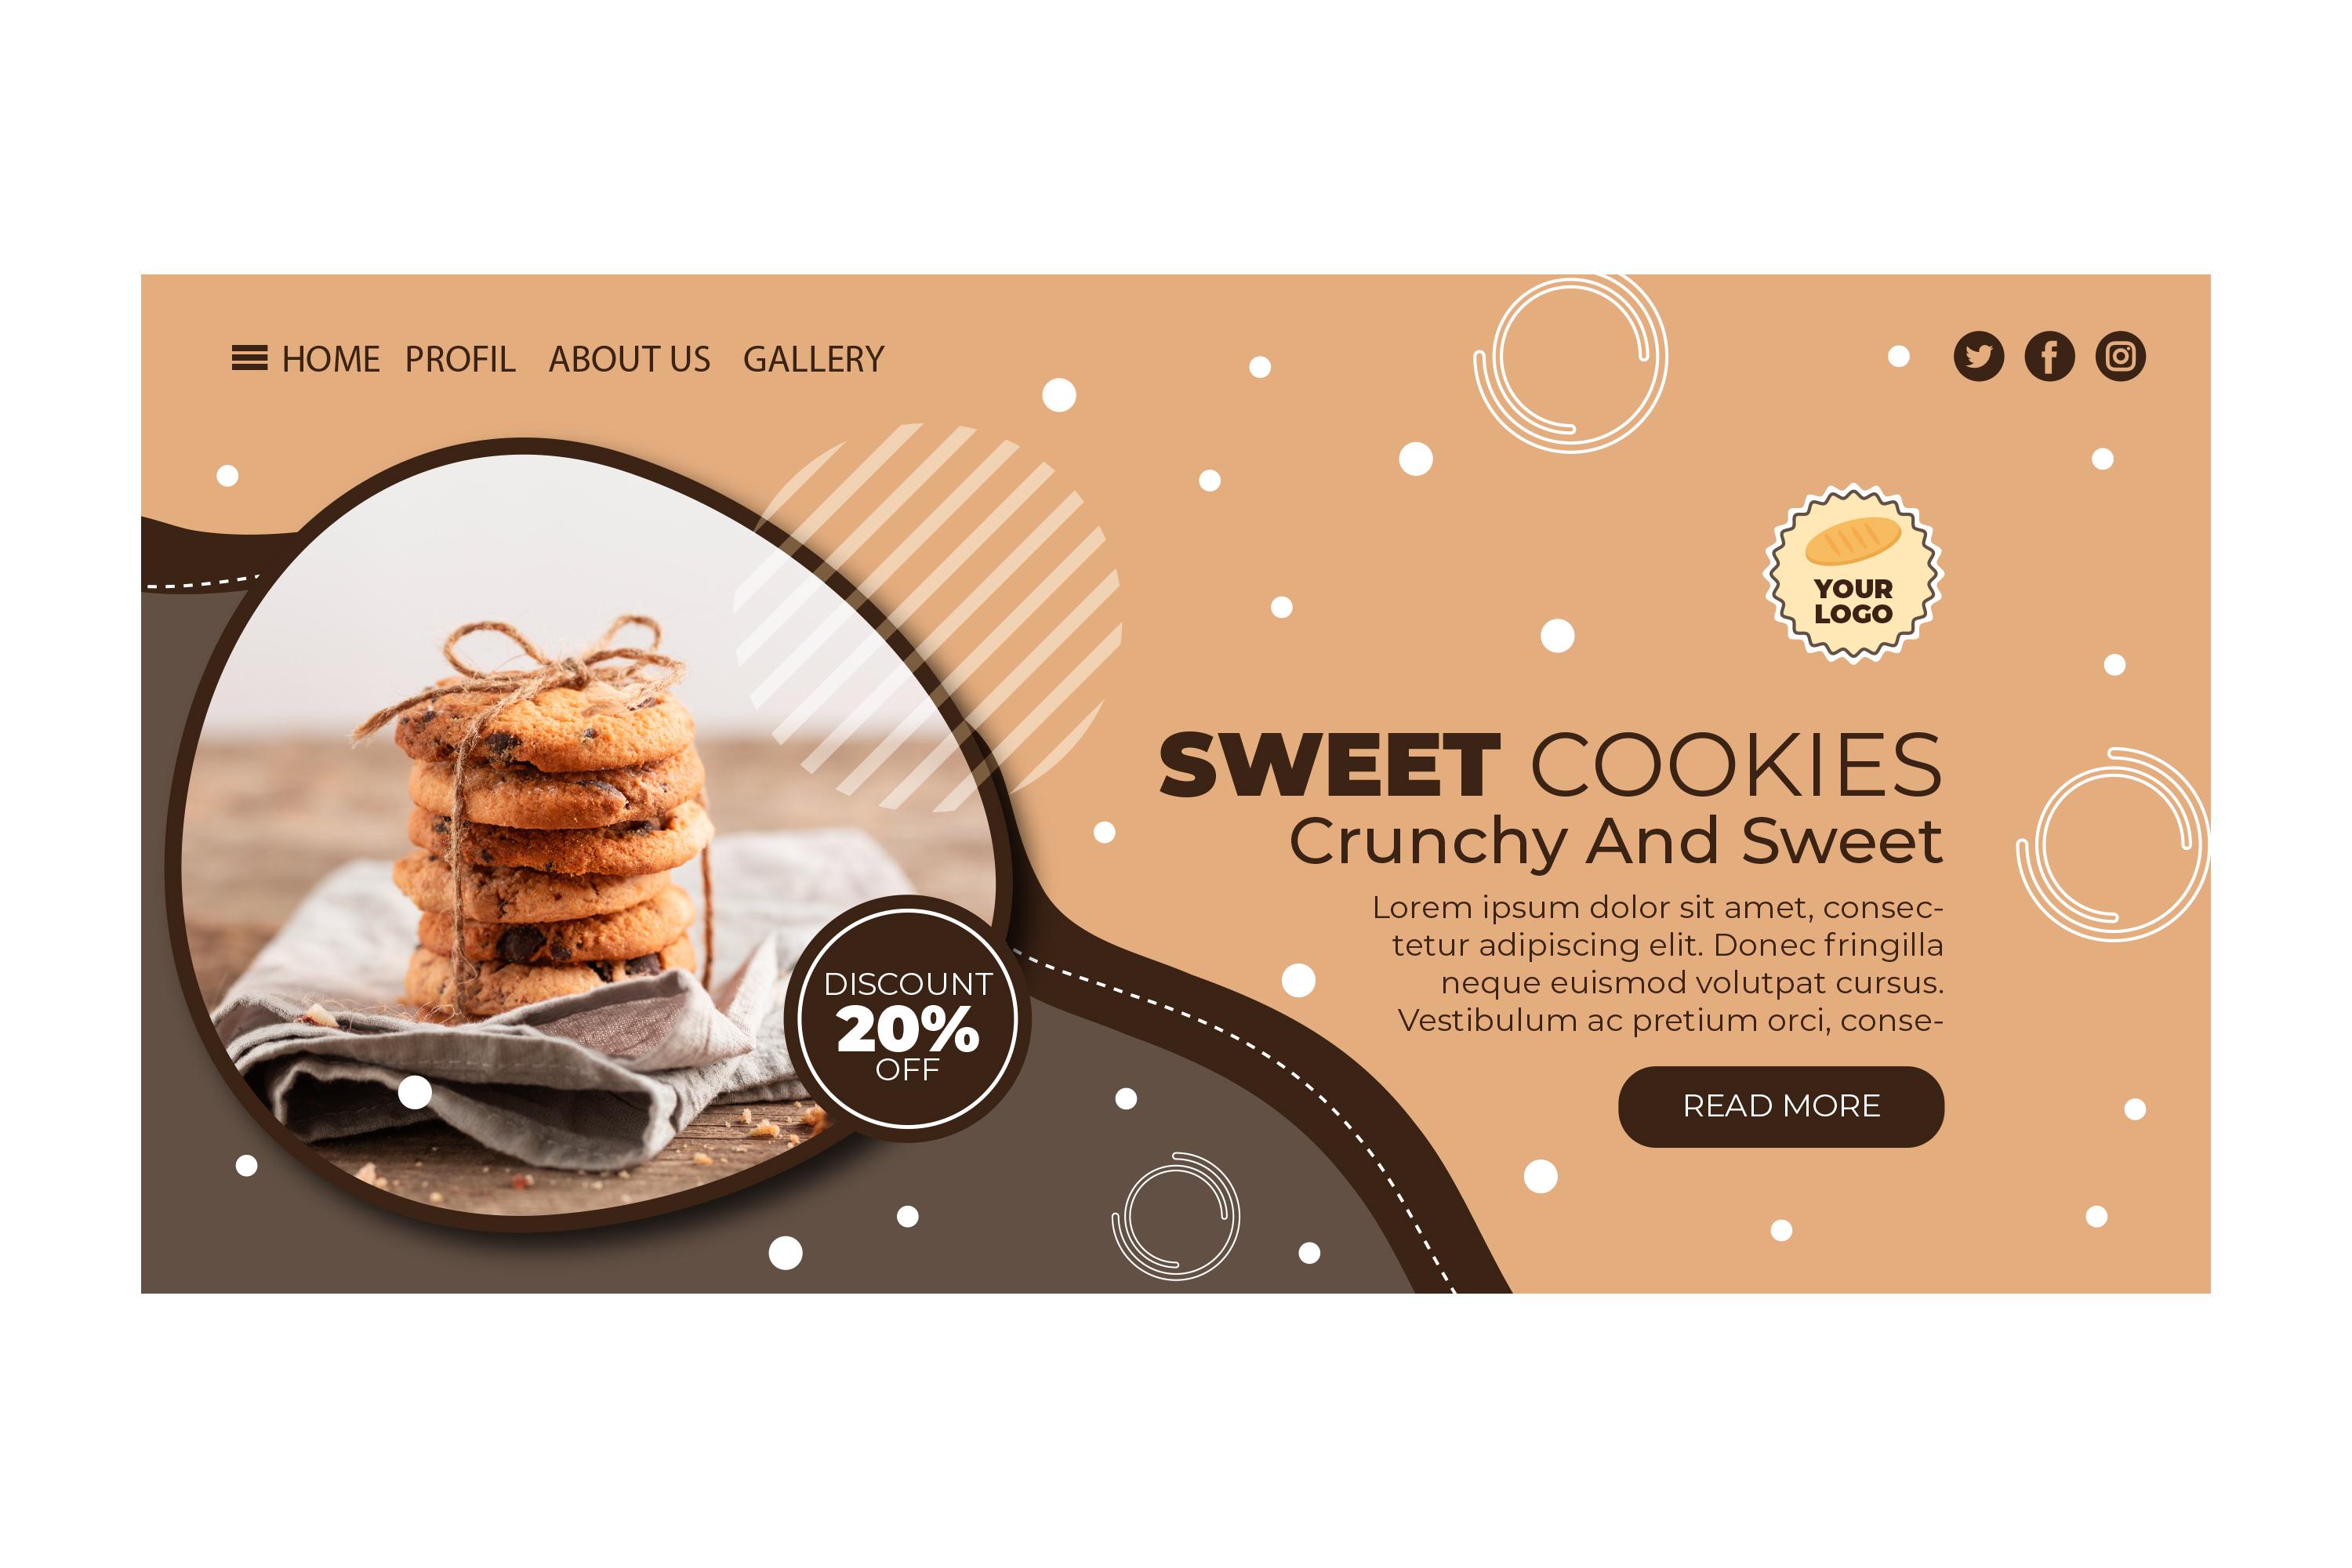 HOME PROFIL ABOUT US GALLERY
YOUR
LOGO
SWEET COOKIES
Crunchy And Sweet
Lorem ipsum dolor sit amet, consec-
tetur adipiscing elit. Donec fringilla
neque euismod volutpat cursus.
Vestibulum ac pretium orci, conse-
READ MORE
DISCOUNT
20%
OFF